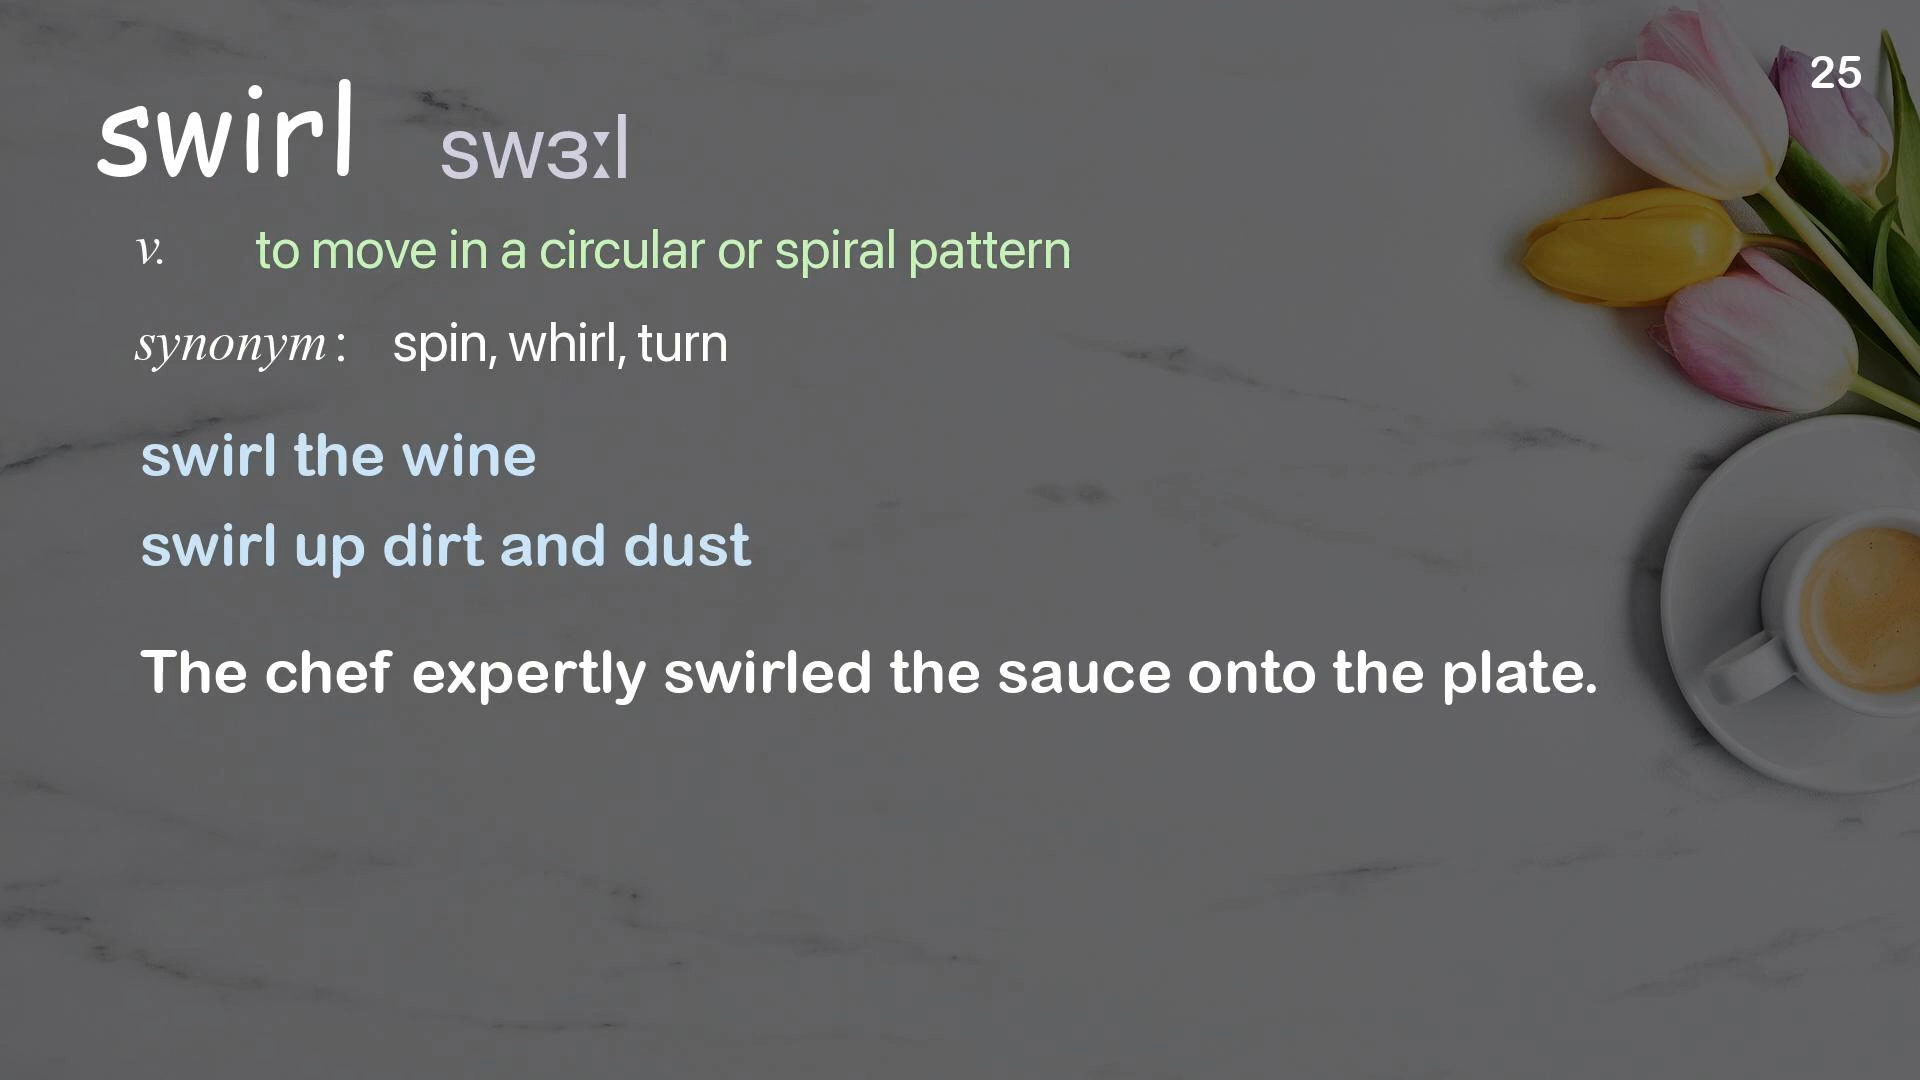 25
swirl swɜːl
v. to move in a circular or spiral pattern
synonym : spin, whirl, turn
swirl the wine
swirl up dirt and dust
The chef expertly swirled the sauce onto the plate.